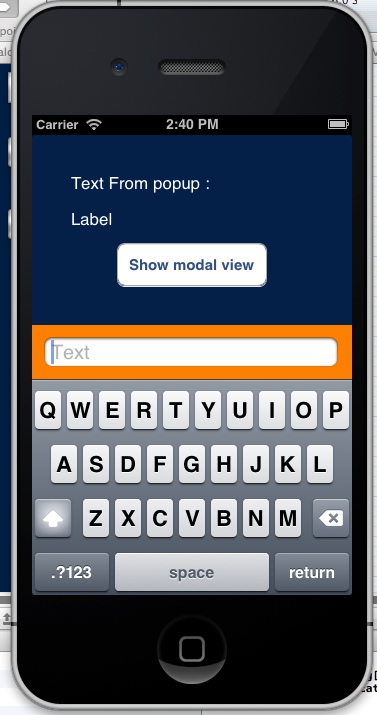 Carrier 2:40 PM
Text From popup :
Label
Show modal view
Text
Q W E R T Y U I O P
A S D F G H J K L
Z X C V B N M
.?123 space return